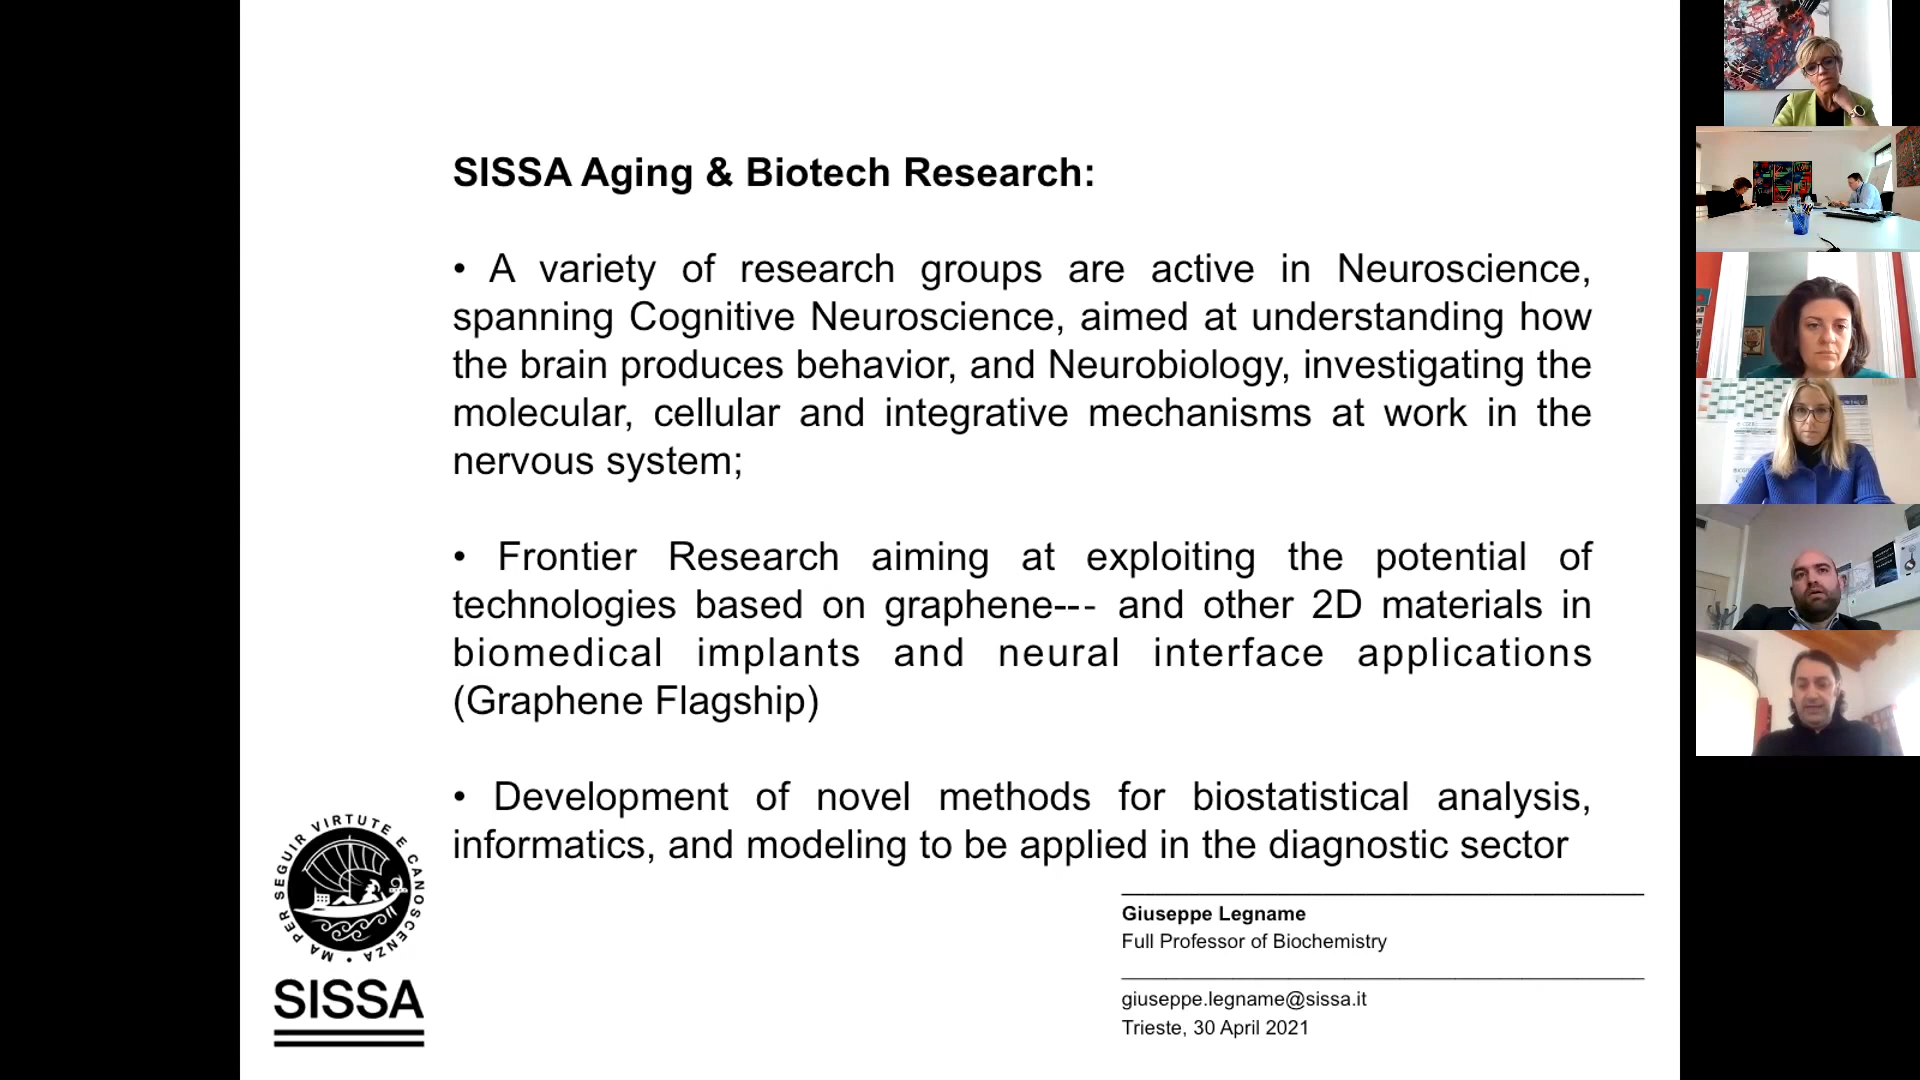 SISSA Aging & Biotech Research:
• A variety of research groups are active in Neuroscience,
spanning Cognitive Neuroscience, aimed at understanding how
the brain produces behavior, and Neurobiology, investigating the
molecular, cellular and integrative mechanisms at work in the
nervous system;
• Frontier Research aiming at exploiting the potential of
technologies based on graphene--- and other 2D materials in
biomedical implants and neural interface applications
(Graphene Flagship)
• Development of novel methods for biostatistical analysis,
informatics, and modeling to be applied in the diagnostic sector
MA PER SEGUIR VIRTUTE E CANOSCENZA •
SISSA
Giuseppe Legname
Full Professor of Biochemistry
giuseppe.legname@sissa.it
Trieste, 30 April 2021